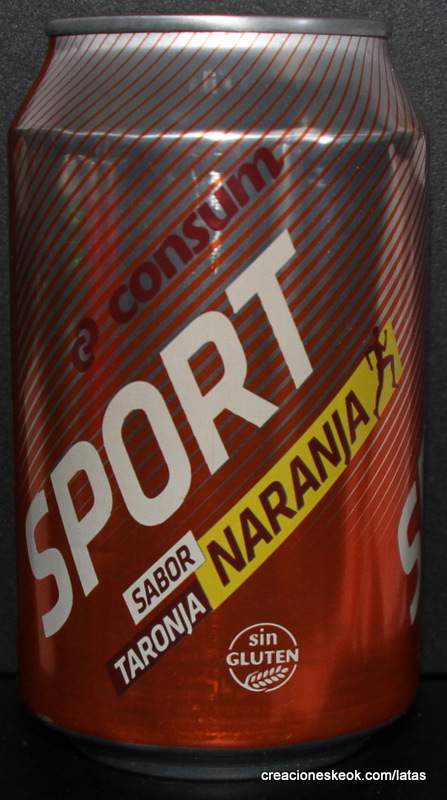 consum
SPORT
SABOR
NARANJA
TARONJA
sin
GLUTEN
creacioneskeok.com/latas